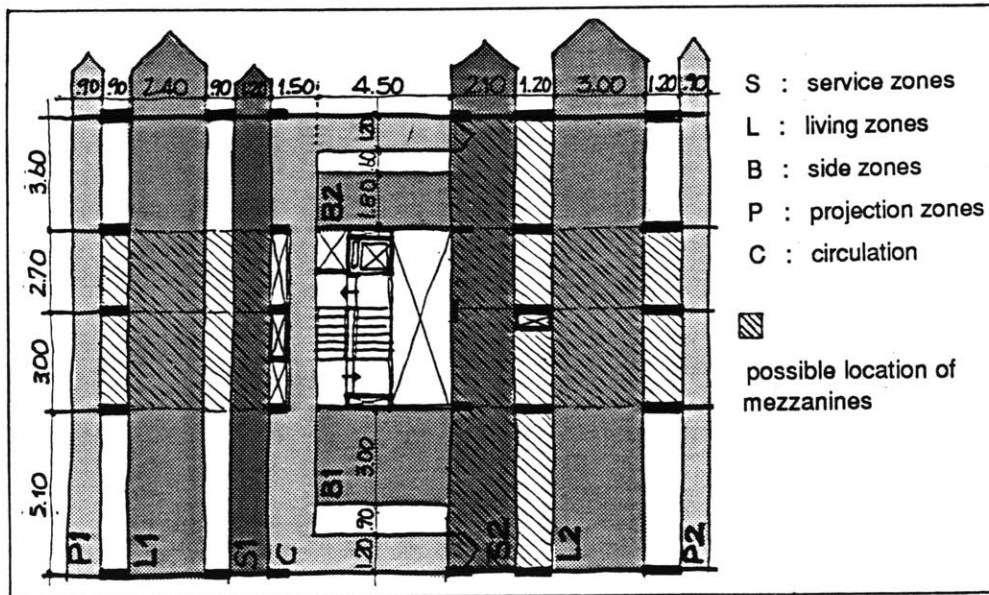 .90 .90 2.40 .90 1.20 1.50 4.50 2.10 1.20 3.00 1.20 .90
S : service zones
L : living zones
B : side zones
P : projection zones
C : circulation
possible location of
mezzanines
3.60
2.70
3.00
5.10
1.20
.60
1.80
B2
B1
3.00
.90
1.20
P1 L1 S1 C S2 L2 P2